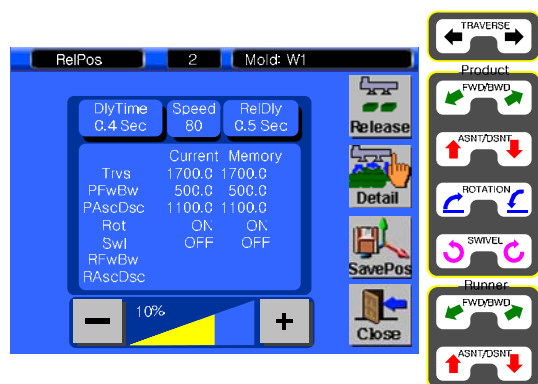 RelPos 2 Mold: W1
DlyTime Speed RelDly
0.4 Sec 80 0.5 Sec
Current Memory
Trvs 1700.0 1700.0
PFwBw 500.0 500.0
PAscDsc 1100.0 1100.0
Rot ON ON
Swl OFF OFF
RFwBw
RAscDsc
10%
Release
Detail
SavePos
Close
TRAVERSE
Product
FWD/BWD
ASNT/DSNT
ROTATION
SWIVEL
Runner
FWD/BWD
ASNT/DSNT